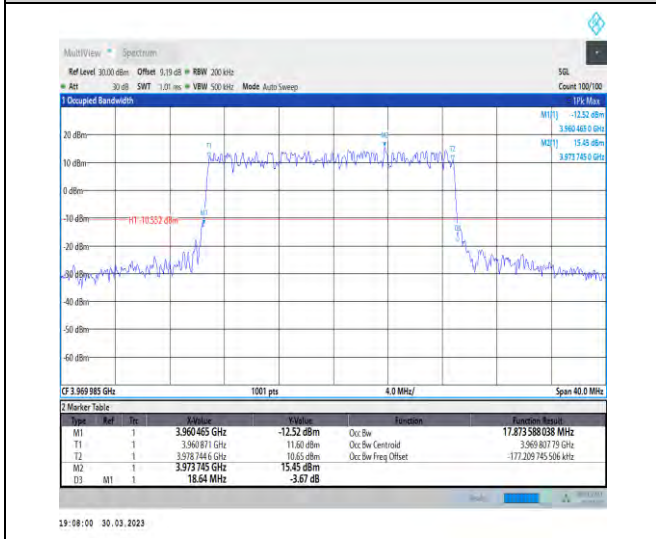 MultiView Spectrum
Ref Level 30.00 dBm Offset 9.19 dB RBW 200 kHz SGL
Att 30 dB SWT 1.01 ms VBW 500 kHz Mode Auto Sweep Count 100/100
1 Occupied Bandwidth 1Pk Max
M1[1] -12.52 dBm
3.960 465 0 GHz
M2[1] 15.45 dBm
3.973 745 0 GHz
20 dBm
T1 M2 T2
10 dBm
0 dBm
M1
-10 dBm H1 -10.552 dBm
D3
-20 dBm
-30 dBm
-40 dBm
-50 dBm
-60 dBm
CF 3.969 985 GHz 1001 pts 4.0 MHz/ Span 40.0 MHz
2 Marker Table
Type Ref Trc X-Value Y-Value Function Function Result
M1 1 3.960 465 GHz -12.52 dBm Occ Bw 17.873 588 038 MHz
T1 1 3.960 871 GHz 11.60 dBm Occ Bw Centroid 3.969 807 79 GHz
T2 1 3.978 744 6 GHz 10.65 dBm Occ Bw Freq Offset -177.209 745 506 kHz
M2 1 3.973 745 GHz 15.45 dBm
D3 M1 1 18.64 MHz -3.67 dB
19:08:00 30.03.2023